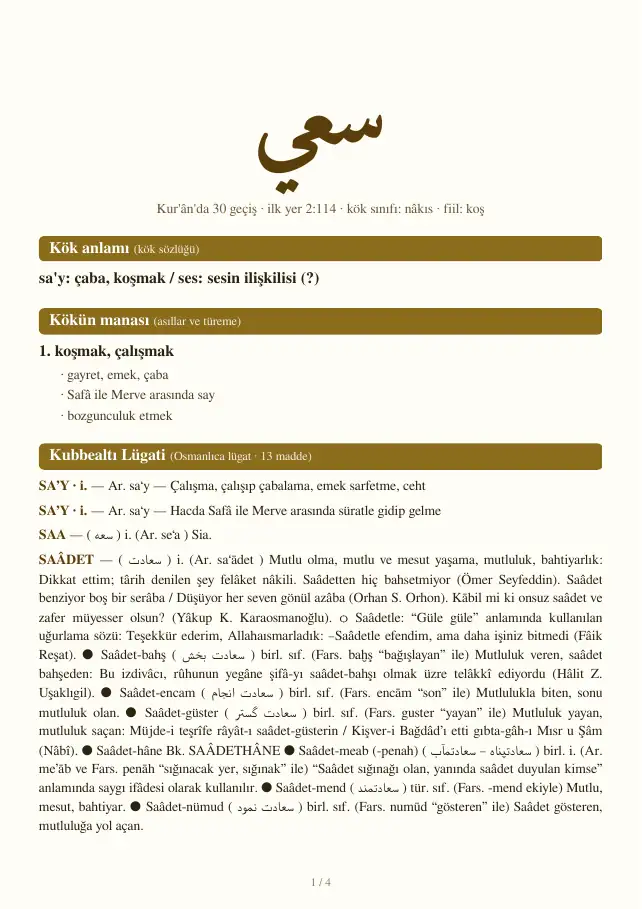 سعي
Kur'ân'da 30 geçiş · ilk yer 2:114 · kök sınıfı: nâkıs · fiil: koş
Kök anlamı (kök sözlüğü)
sa'y: çaba, koşmak / ses: sesin ilişkilisi (?)
Kökün manası (asıllar ve türeme)
1. koşmak, çalışmak
· gayret, emek, çaba
· Safâ ile Merve arasında say
· bozgunculuk etmek
Kubbealtı Lügati (Osmanlıca lügat · 13 madde)
SA’Y · i. — Ar. sa‘y — Çalışma, çalışıp çabalama, emek sarfetme, ceht
SA’Y · i. — Ar. sa‘y — Hacda Safâ ile Merve arasında süratle gidip gelme
SAA — ( سعه ) i. (Ar. se‘a ) Sia.
SAÂDET — ( سعادت ) i. (Ar. sa‘ādet ) Mutlu olma, mutlu ve mesut yaşama, mutluluk, bahtiyarlık:
Dikkat ettim; târih denilen şey felâket nâkili. Saâdetten hiç bahsetmiyor (Ömer Seyfeddin). Saâdet
benziyor boş bir serâba / Düşüyor her seven gönül azâba (Orhan S. Orhon). Kābil mi ki onsuz saâdet ve
zafer müyesser olsun? (Yâkup K. Karaosmanoğlu). ○ Saâdetle: “Güle güle” anlamında kullanılan
uğurlama sözü: Teşekkür ederim, Allahaısmarladık: –Saâdetle efendim, ama daha işiniz bitmedi (Fâik
Reşat). ● Saâdet-bahş ( سعادت بخش ) birl. sıf. (Fars. baḫş “bağışlayan” ile) Mutluluk veren, saâdet
bahşeden: Bu izdivâcı, rûhunun yegâne şifâ-yı saâdet-bahşı olmak üzre telâkkî ediyordu (Hâlit Z.
Uşaklıgil). ● Saâdet-encam ( سعادت انجام ) birl. sıf. (Fars. encām “son” ile) Mutlulukla biten, sonu
mutluluk olan. ● Saâdet-güster ( سعادت گستر ) birl. sıf. (Fars. guster “yayan” ile) Mutluluk yayan,
mutluluk saçan: Müjde-i teşrîfe râyât-ı saâdet-güsterin / Kişver-i Bağdâd’ı etti gıbta-gâh-ı Mısr u Şâm
(Nâbî). ● Saâdet-hâne Bk. SAÂDETHÂNE ● Saâdet-meab (-penah) ( سعادتمآب – سعادتپناه ) birl. i. (Ar.
me’āb ve Fars. penāh “sığınacak yer, sığınak” ile) “Saâdet sığınağı olan, yanında saâdet duyulan kimse”
anlamında saygı ifâdesi olarak kullanılır. ● Saâdet-mend ( سعادتمند ) tür. sıf. (Fars. -mend ekiyle) Mutlu,
mesut, bahtiyar. ● Saâdet-nümud ( سعادت نمود ) birl. sıf. (Fars. numūd “gösteren” ile) Saâdet gösteren,
mutluluğa yol açan.
1 / 4